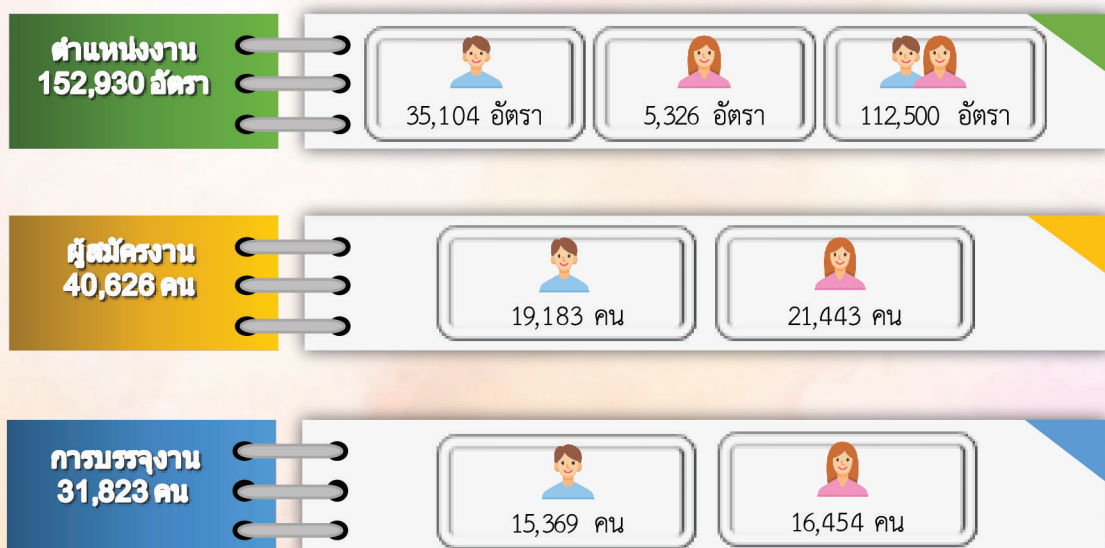 ตำแหน่งงาน
152,930 อัตรา
35,104 อัตรา
5,326 อัตรา
112,500 อัตรา
ผู้สมัครงาน
40,626 คน
19,183 คน
21,443 คน
การบรรจุงาน
31,823 คน
15,369 คน
16,454 คน